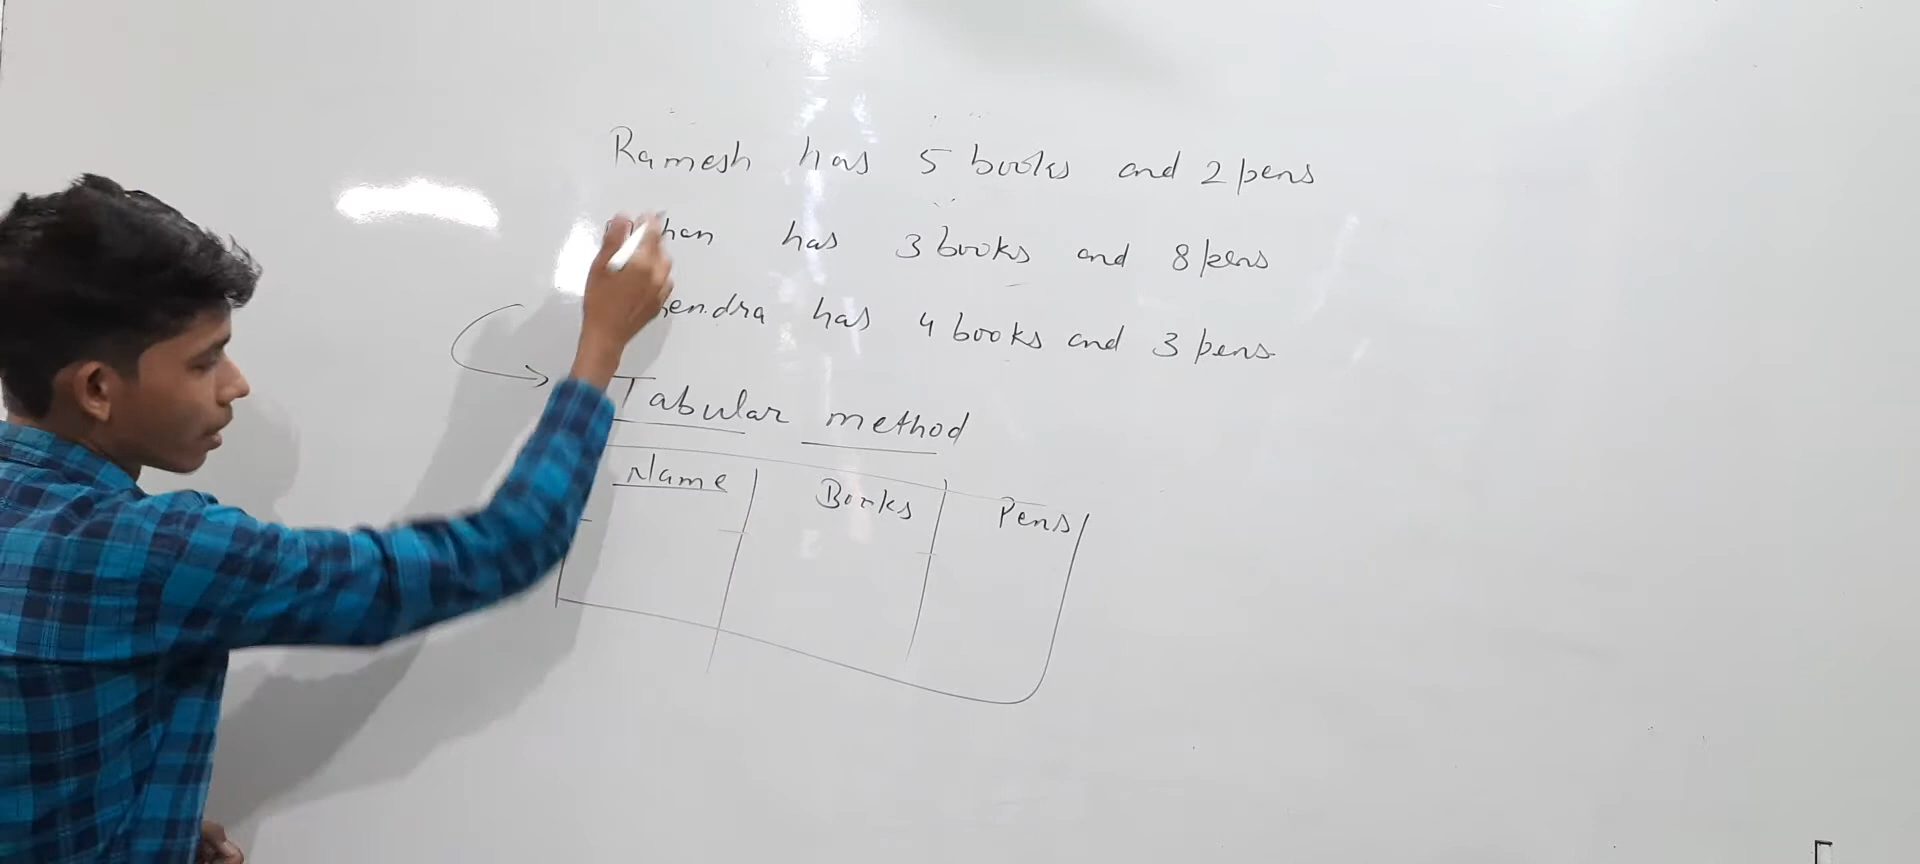 Ramesh has 5 books and 2 pens
has 3 books and 8 pens
has 4 books and 3 pens
Tabular method
Name Books Pens